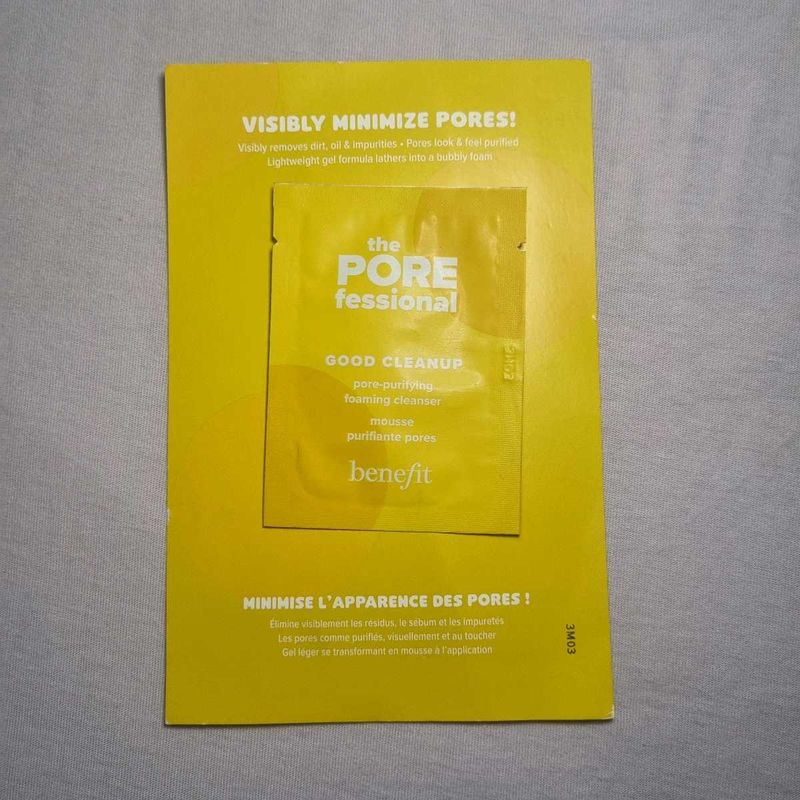 VISIBLY MINIMIZE PORES!
Visibly removes dirt, oil & impurities • Pores look & feel purified
Lightweight gel formula lathers into a bubbly foam
the
PORE
fessional
GOOD CLEANUP
pore-purifying
foaming cleanser
mousse
purifiante pores
benefit
MINIMISE L'APPARENCE DES PORES !
Élimine visiblement les résidus, le sébum et les impuretés
Les pores comme purifiés, visuellement et au toucher
Gel léger se transformant en mousse à l'application
3M03